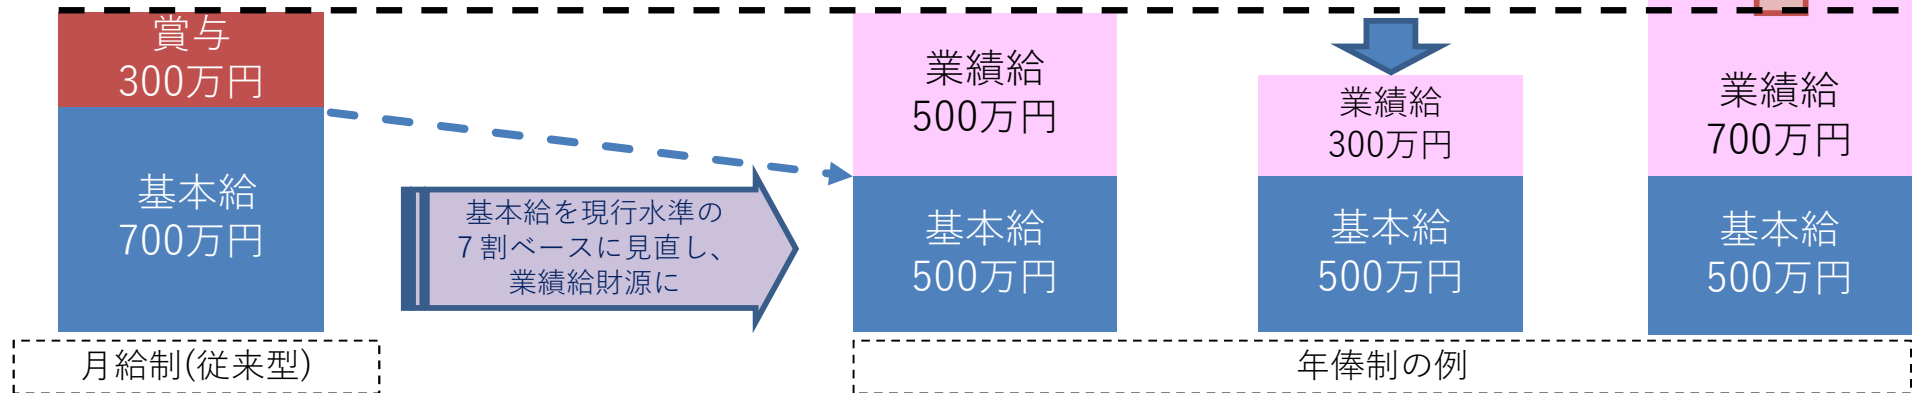 賞与
300万円
基本給
700万円
基本給を現行水準の
7割ベースに見直し、
業績給財源に
業績給
500万円
基本給
500万円
業績給
300万円
基本給
500万円
業績給
700万円
基本給
500万円
月給制(従来型)
年俸制の例